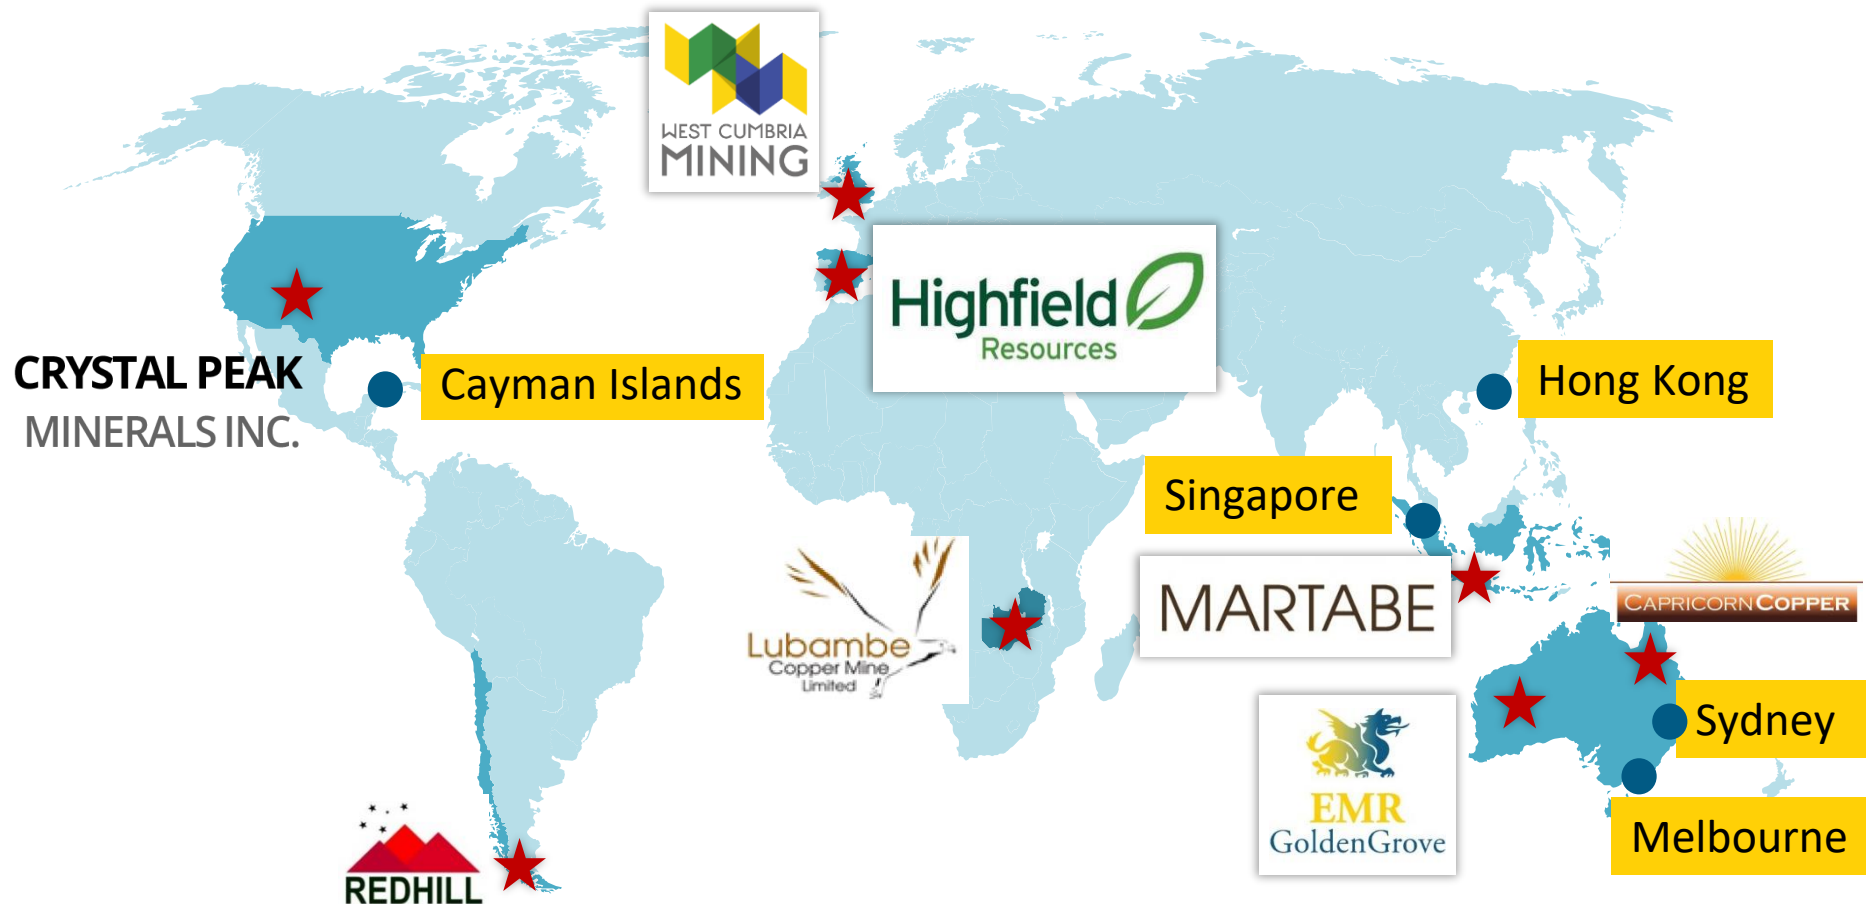 WEST CUMBRIA
MINING
Highfield
Resources
CRYSTAL PEAK
MINERALS INC.
Cayman Islands
Hong Kong
Singapore
MARTABE
CAPRICORN COPPER
Lubambe
Copper Mine
Limited
Sydney
EMR
GoldenGrove
Melbourne
REDHILL